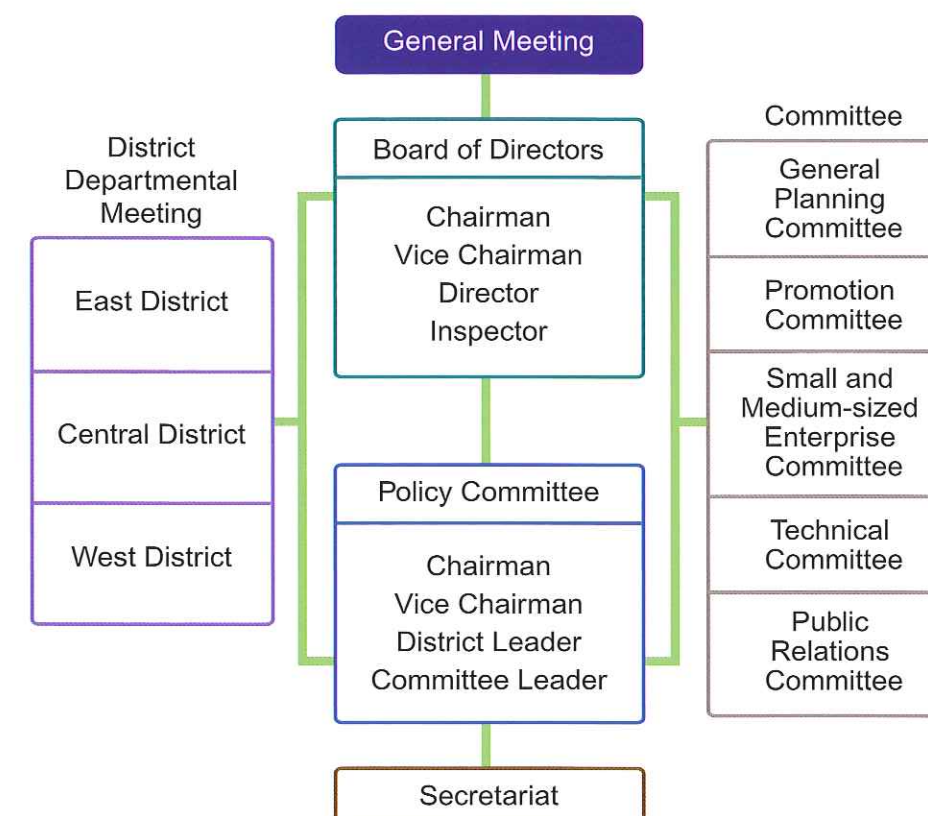 General Meeting
Board of Directors
Chairman
Vice Chairman
Director
Inspector
District
Departmental
Meeting
East District
Central District
West District
Committee
General
Planning
Committee
Promotion
Committee
Small and
Medium-sized
Enterprise
Committee
Technical
Committee
Public
Relations
Committee
Policy Committee
Chairman
Vice Chairman
District Leader
Committee Leader
Secretariat